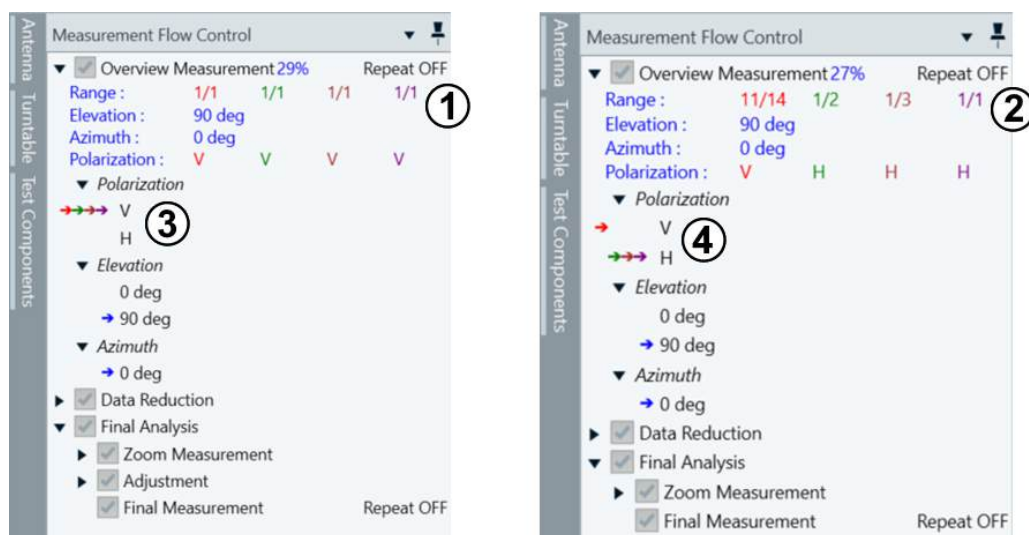 Antenna
Turntable
Test Components
Measurement Flow Control
Overview Measurement 29% Repeat OFF
Range : 1/1 1/1 1/1 1/1 1
Elevation : 90 deg
Azimuth : 0 deg
Polarization : V V V V
Polarization
V 3
H
Elevation
0 deg
90 deg
Azimuth
0 deg
Data Reduction
Final Analysis
Zoom Measurement
Adjustment
Final Measurement Repeat OFF
Antenna
Turntable
Test Components
Measurement Flow Control
Overview Measurement 27% Repeat OFF
Range : 11/14 1/2 1/3 1/1 2
Elevation : 90 deg
Azimuth : 0 deg
Polarization : V H H H
Polarization
V 4
H
Elevation
0 deg
90 deg
Azimuth
0 deg
Data Reduction
Final Analysis
Zoom Measurement
Final Measurement Repeat OFF